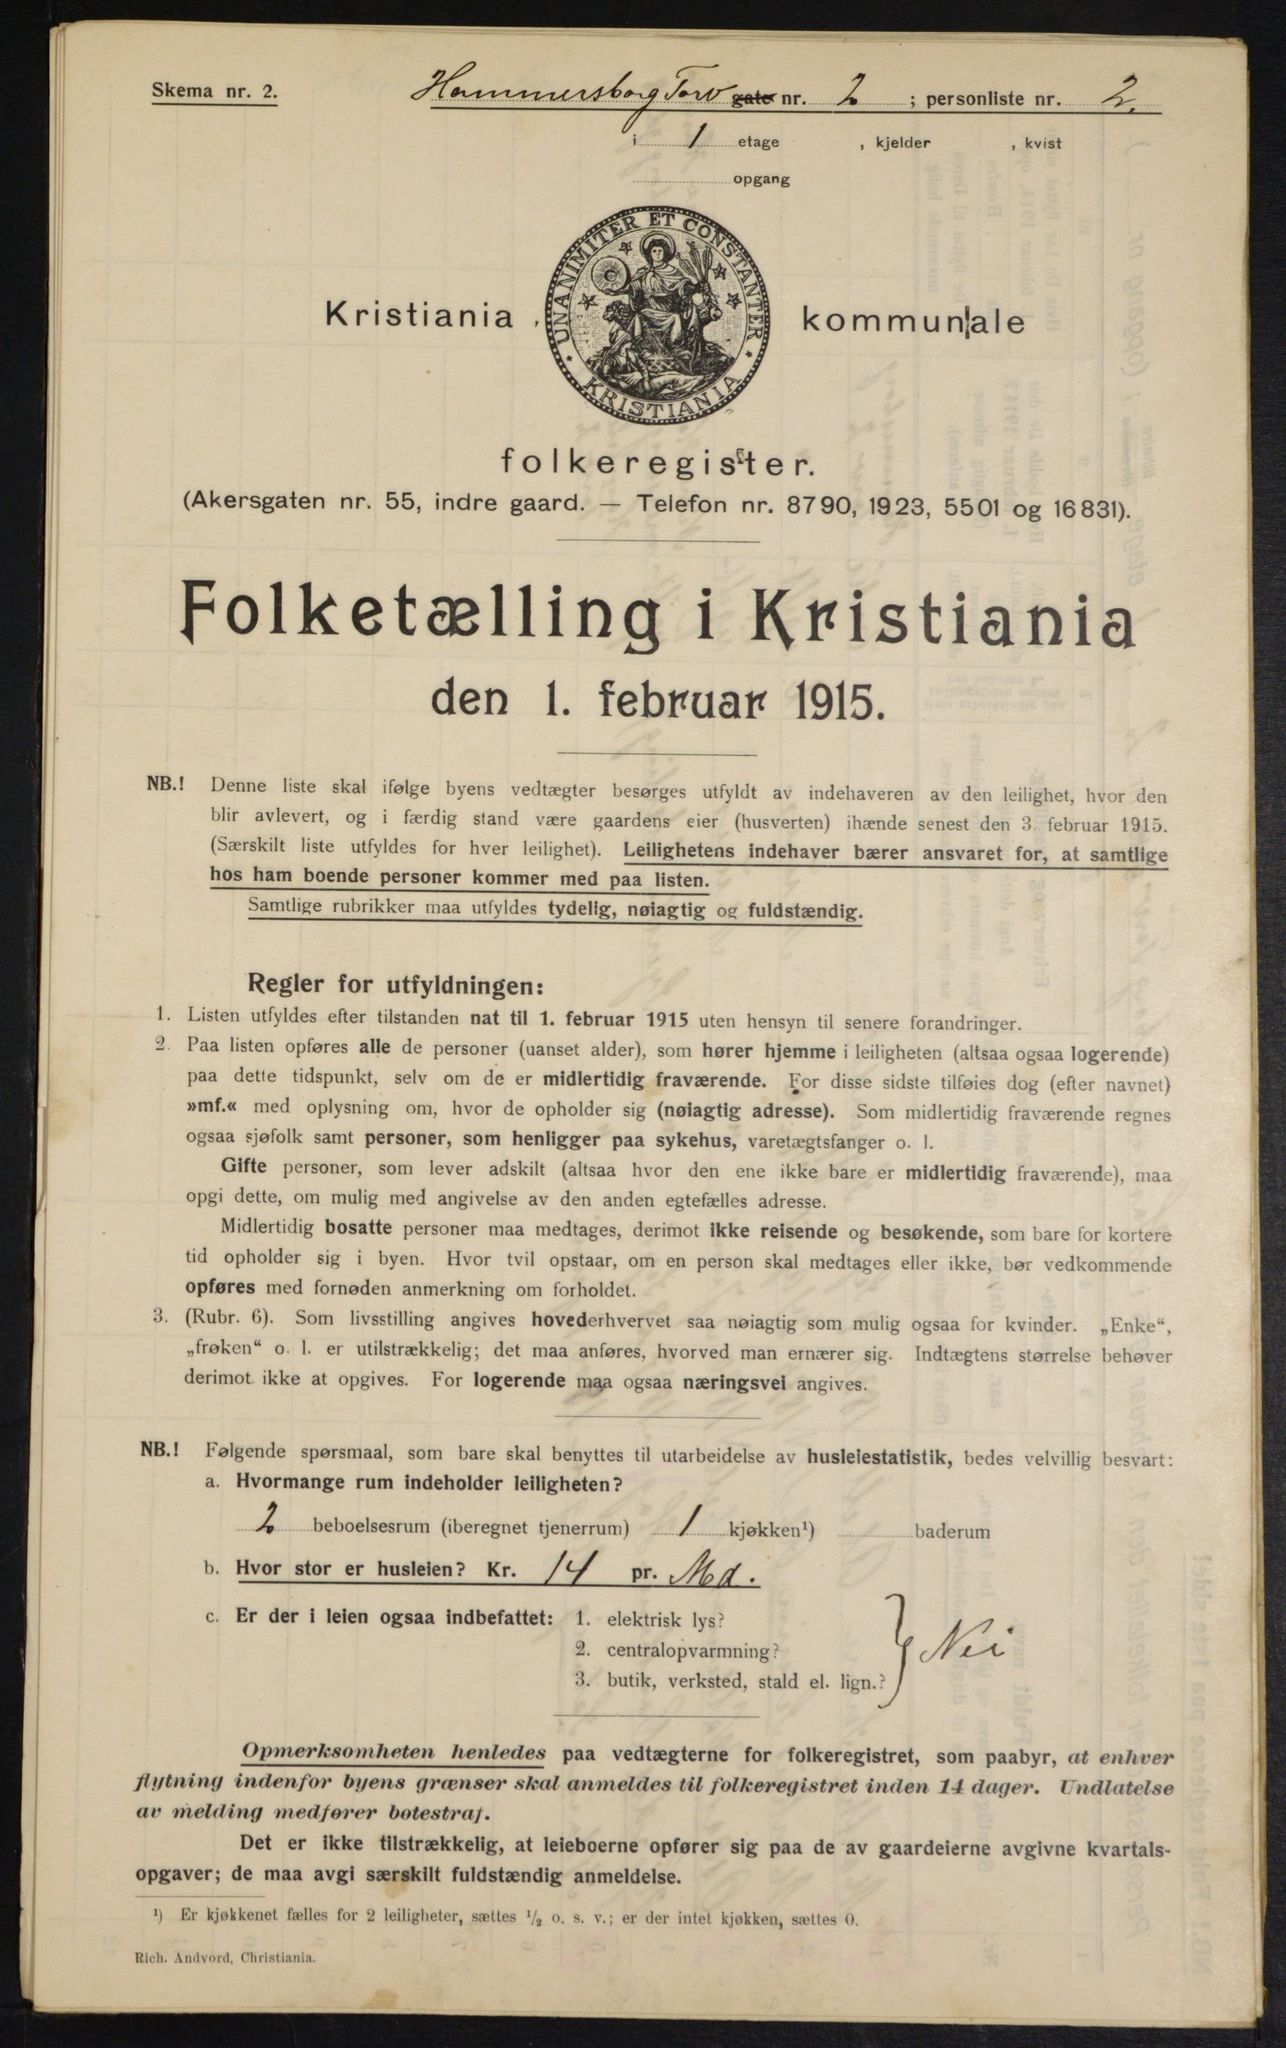 Skema nr. 2.
Hammersborg Torv gate nr. 2 ; personliste nr. 2.
i 1 etage , kjelder , kvist
opgang
UNANIMITER ET CONSTANTER
KRISTIANIA
Kristiania kommunale
folkeregister.
(Akersgaten nr. 55, indre gaard. — Telefon nr. 8790, 1923, 5501 og 16831).
Folketælling i Kristiania
den 1. februar 1915.
NB.! Denne liste skal ifølge byens vedtægter besørges utfyldt av indehaveren av den leilighet, hvor den
blir avlevert, og i færdig stand være gaardens eier (husverten) ihænde senest den 3. februar 1915.
(Særskilt liste utfyldes for hver leilighet). Leilighetens indehaver bærer ansvaret for, at samtlige
hos ham boende personer kommer med paa listen.
Samtlige rubrikker maa utfyldes tydelig, nøiagtig og fuldstændig.
Regler for utfyldningen:
1. Listen utfyldes efter tilstanden nat til 1. februar 1915 uten hensyn til senere forandringer.
2. Paa listen opføres alle de personer (uanset alder), som hører hjemme i leiligheten (altsaa ogsaa logerende)
paa dette tidspunkt, selv om de er midlertidig fraværende. For disse sidste tilføies dog (efter navnet)
»mf.« med oplysning om, hvor de opholder sig (nøiagtig adresse). Som midlertidig fraværende regnes
ogsaa sjøfolk samt personer, som henligger paa sykehus, varetægtsfanger o. l.
Gifte personer, som lever adskilt (altsaa hvor den ene ikke bare er midlertidig fraværende), maa
opgi dette, om mulig med angivelse av den anden egtefælles adresse.
Midlertidig bosatte personer maa medtages, derimot ikke reisende og besøkende, som bare for kortere
tid opholder sig i byen. Hvor tvil opstaar, om en person skal medtages eller ikke, bør vedkommende
opføres med fornøden anmerkning om forholdet.
3. (Rubr. 6). Som livsstilling angives hovederhvervet saa nøiagtig som mulig ogsaa for kvinder. „Enke“,
„frøken“ o. l. er utilstrækkelig; det maa anføres, hvorved man ernærer sig. Indtægtens størrelse behøver
derimot ikke at opgives. For logerende maa ogsaa næringsvei angives.
NB.! Følgende spørsmaal, som bare skal benyttes til utarbeidelse av husleiestatistik, bedes velvillig besvart:
a. Hvormange rum indeholder leiligheten?
2 beboelsesrum (iberegnet tjenerrum) 1 kjøkken¹) baderum
b. Hvor stor er husleien? Kr. 14 pr. Md.
c. Er der i leien ogsaa indbefattet: 1. elektrisk lys?
2. centralopvarmning?
3. butik, verksted, stald el. lign.?
Nei
Opmerksomheten henledes paa vedtægterne for folkeregistret, som paabyr, at enhver
flytning indenfor byens grænser skal anmeldes til folkeregistret inden 14 dager. Undlatelse
av melding medfører botestraf.
Det er ikke tilstrækkelig, at leieboerne opfører sig paa de av gaardeierne avgivne kvartals-
opgaver; de maa avgi særskilt fuldstændig anmeldelse.
¹) Er kjøkkenet fælles for 2 leiligheter, sættes ½ o. s. v.; er der intet kjøkken, sættes 0.
Rich. Andvord, Christiania.